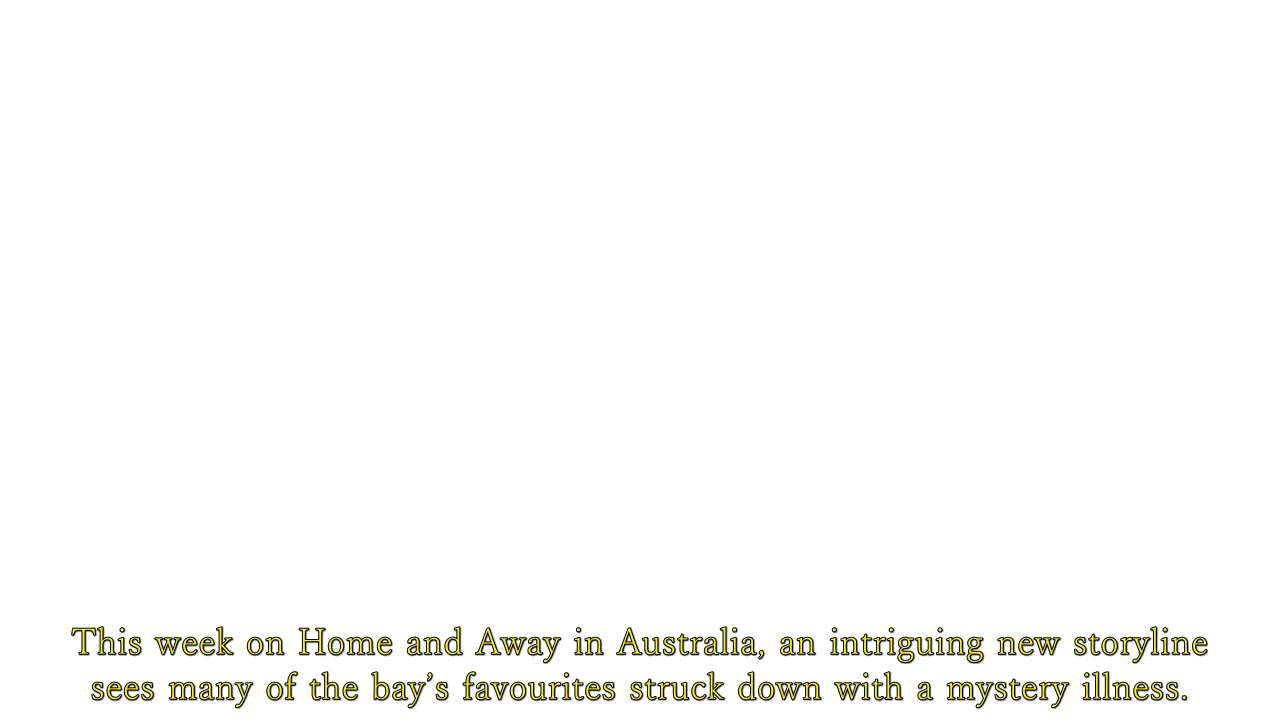 This week on Home and Away in Australia, an intriguing new storyline
sees many of the bay’s favourites struck down with a mystery illness.